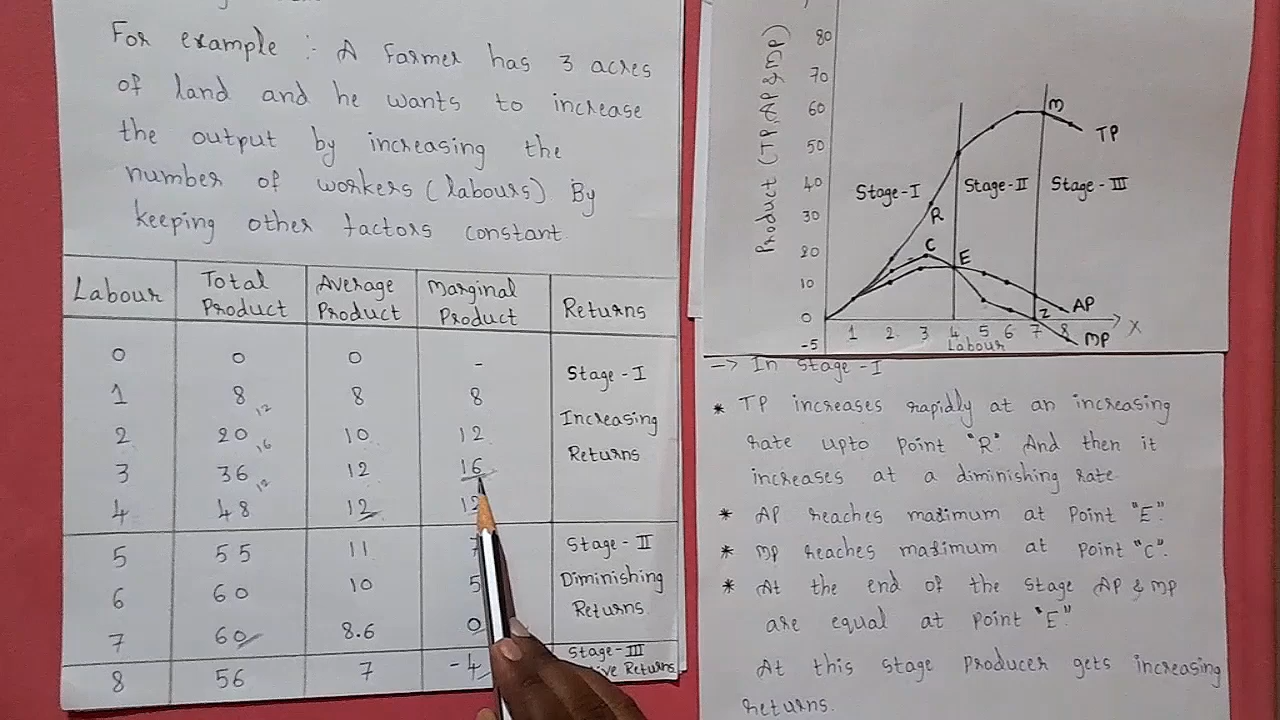 For example :- A farmer has 3 acres
of land and he wants to increase
the output by increasing the
number of workers (labours) By
keeping other factors constant
Labour Total Product Average Product Marginal Product Returns
0 0 0 -
Stage - I
1 8 8 8
12
Increasing
2 20 10 12
16
Returns
3 36 12 16
12
4 48 12
5 55 11
Stage - II
6 60 10 5
Diminishing
Returns
7 60 8.6 0
Stage - III
8 56 7 -4
Returns
Product (TP, AP & MP)
80
70
60
50
40
30
20
10
0
-5
M
TP
Stage - I Stage - II Stage - III
R
C
E
Z
AP
MP
1 2 3 4 5 6 7 8 X
Labour
-> In Stage - I
* TP increases rapidly at an increasing
rate upto point "R" And then it
increases at a diminishing rate.
* AP reaches maximum at Point "E".
* MP reaches maximum at Point "C".
* At the end of the stage AP & MP
are equal at Point "E".
At this stage Producer gets increasing
returns.